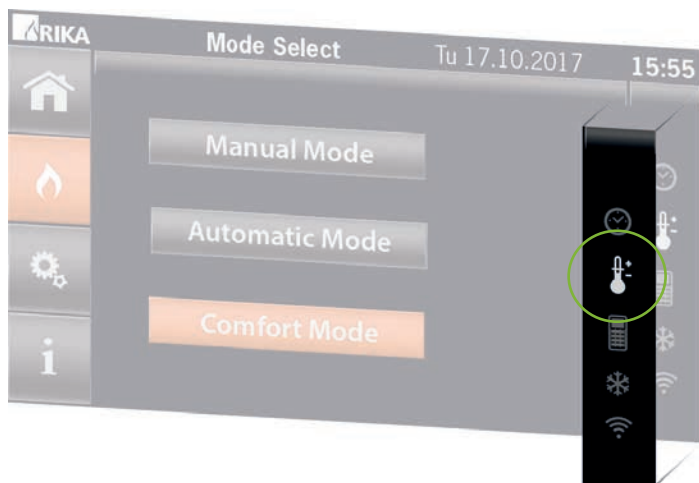 RIKA
Mode Select
Tu 17.10.2017
15:55
Manual Mode
Automatic Mode
Comfort Mode
i